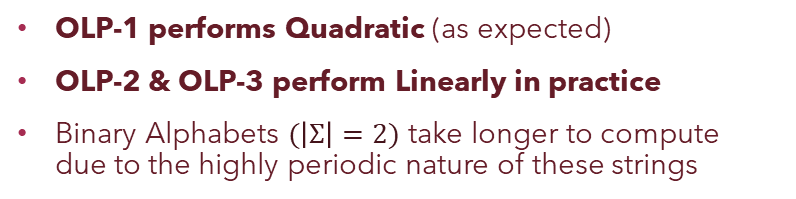 • OLP-1 performs Quadratic (as expected)
• OLP-2 & OLP-3 perform Linearly in practice
• Binary Alphabets (|Σ| = 2) take longer to compute
due to the highly periodic nature of these strings